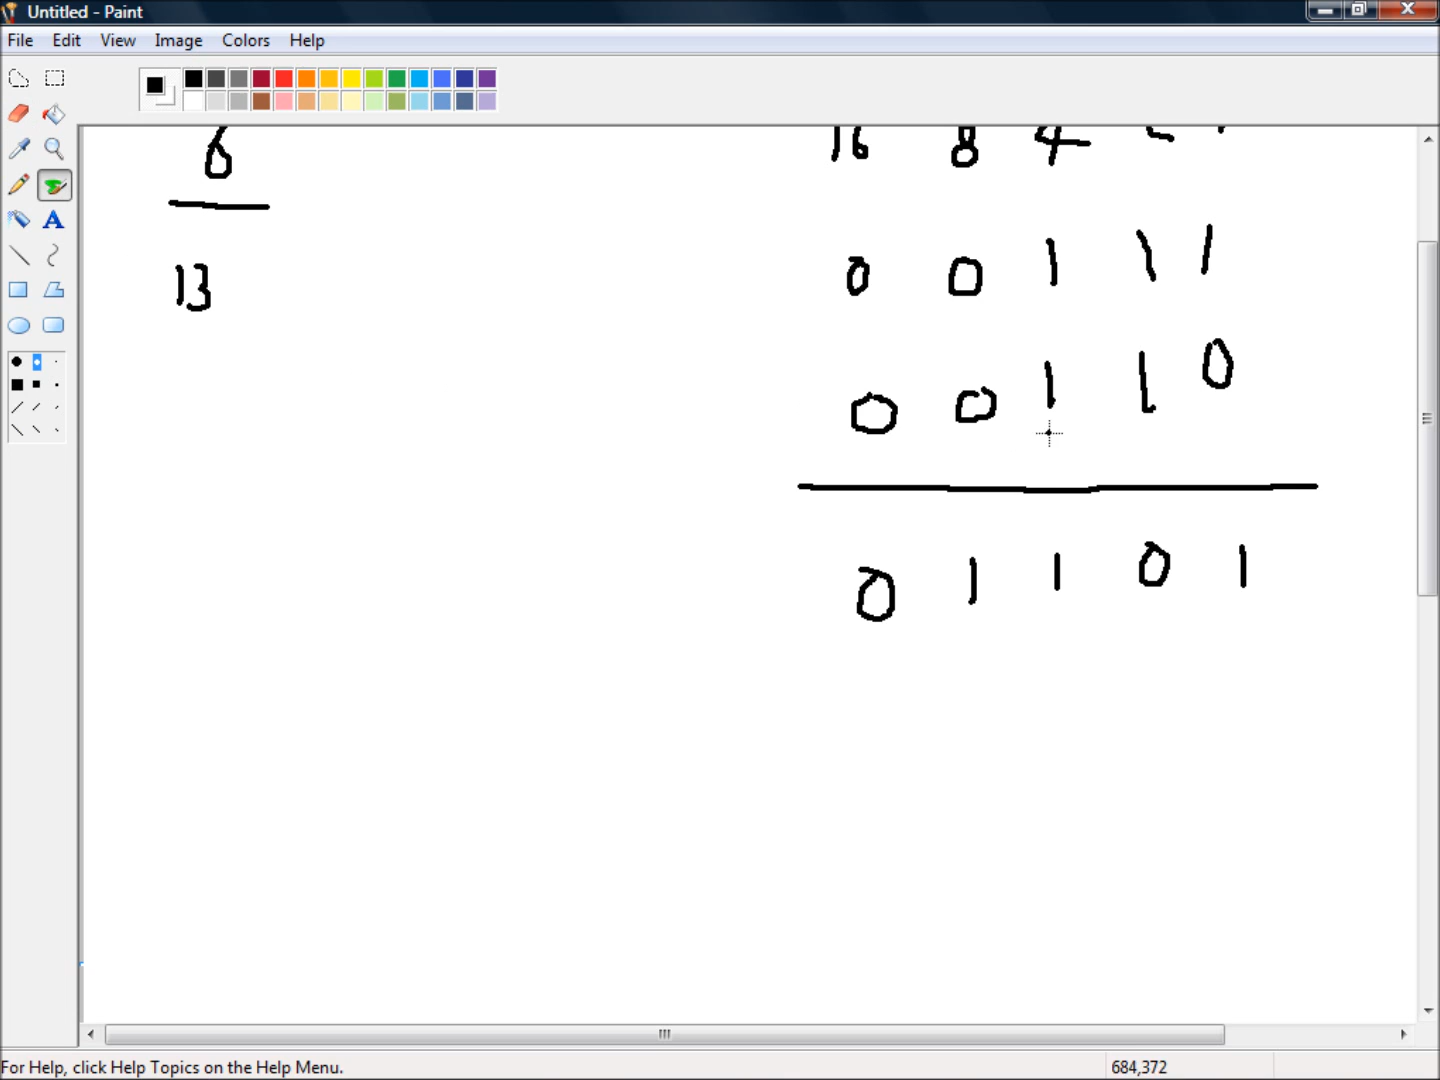 Untitled - Paint
File Edit View Image Colors Help
6
13
16 8 4
0 0 1 1 1
0 0 1 1 0
0 1 1 0 1
For Help, click Help Topics on the Help Menu.
684,372